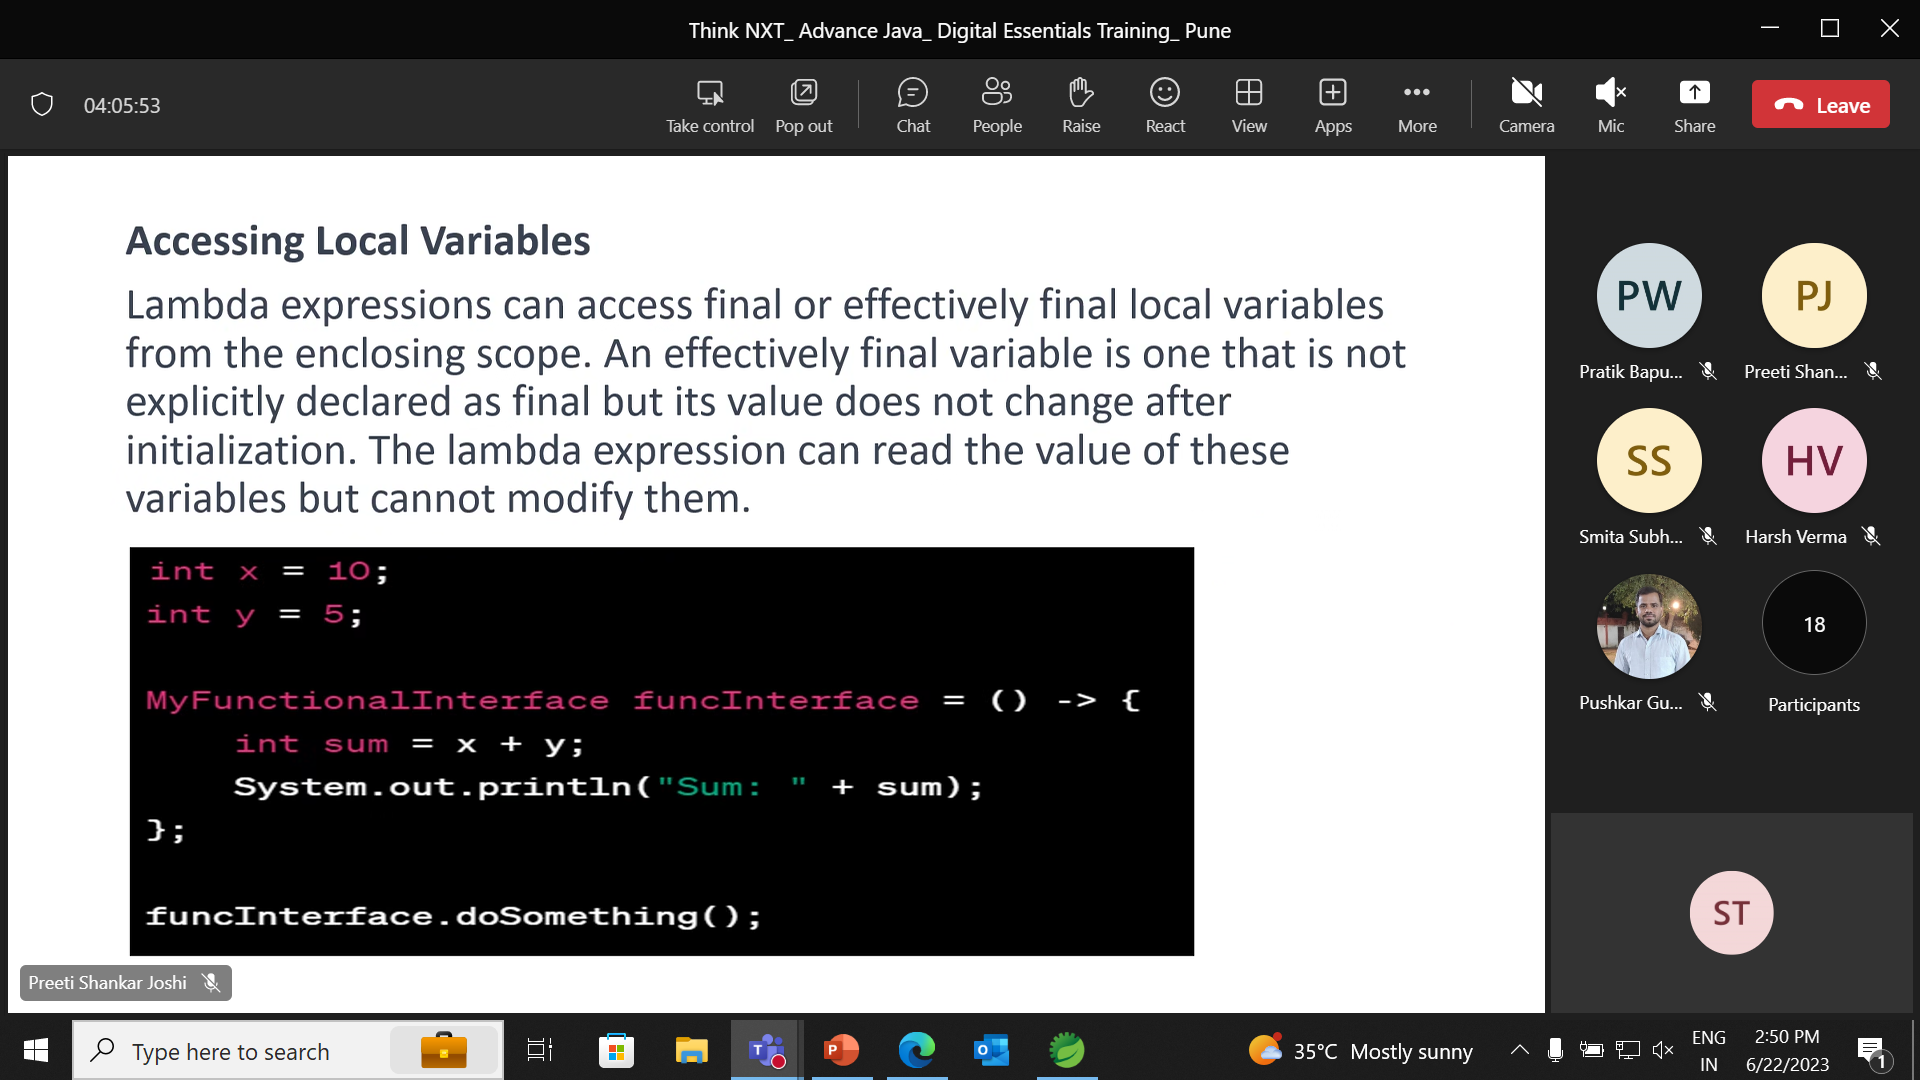 Think NXT_ Advance Java_ Digital Essentials Training_ Pune
04:05:53
Take control
Pop out
Chat
People
Raise
React
View
Apps
More
Camera
Mic
Share
Leave
Accessing Local Variables
Lambda expressions can access final or effectively final local variables
from the enclosing scope. An effectively final variable is one that is not
explicitly declared as final but its value does not change after
initialization. The lambda expression can read the value of these
variables but cannot modify them.
int x = 10;
int y = 5;
MyFunctionalInterface funcInterface = () -> {
    int sum = x + y;
    System.out.println("Sum: " + sum);
};
funcInterface.doSomething();
Preeti Shankar Joshi
PW
Pratik Bapu...
PJ
Preeti Shan...
SS
Smita Subh...
HV
Harsh Verma
Pushkar Gu...
18
Participants
ST
Type here to search
35°C Mostly sunny
ENG
IN
2:50 PM
6/22/2023
1